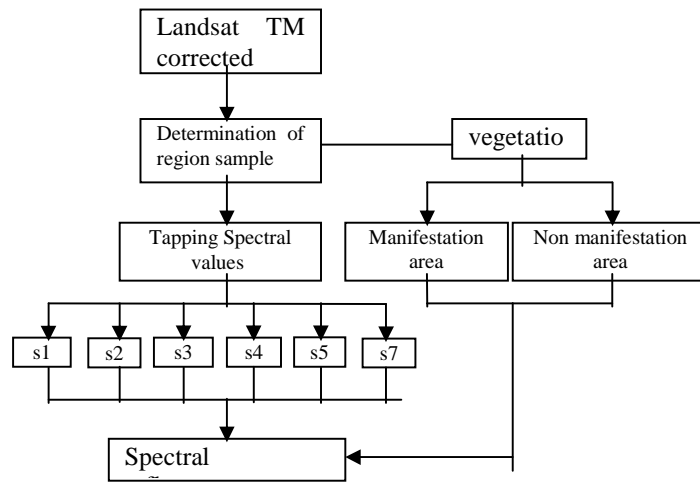 Landsat TM
corrected
Determination of
region sample
vegetatio
Tapping Spectral
values
Manifestation
area
Non manifestation
area
s1
s2
s3
s4
s5
s7
Spectral